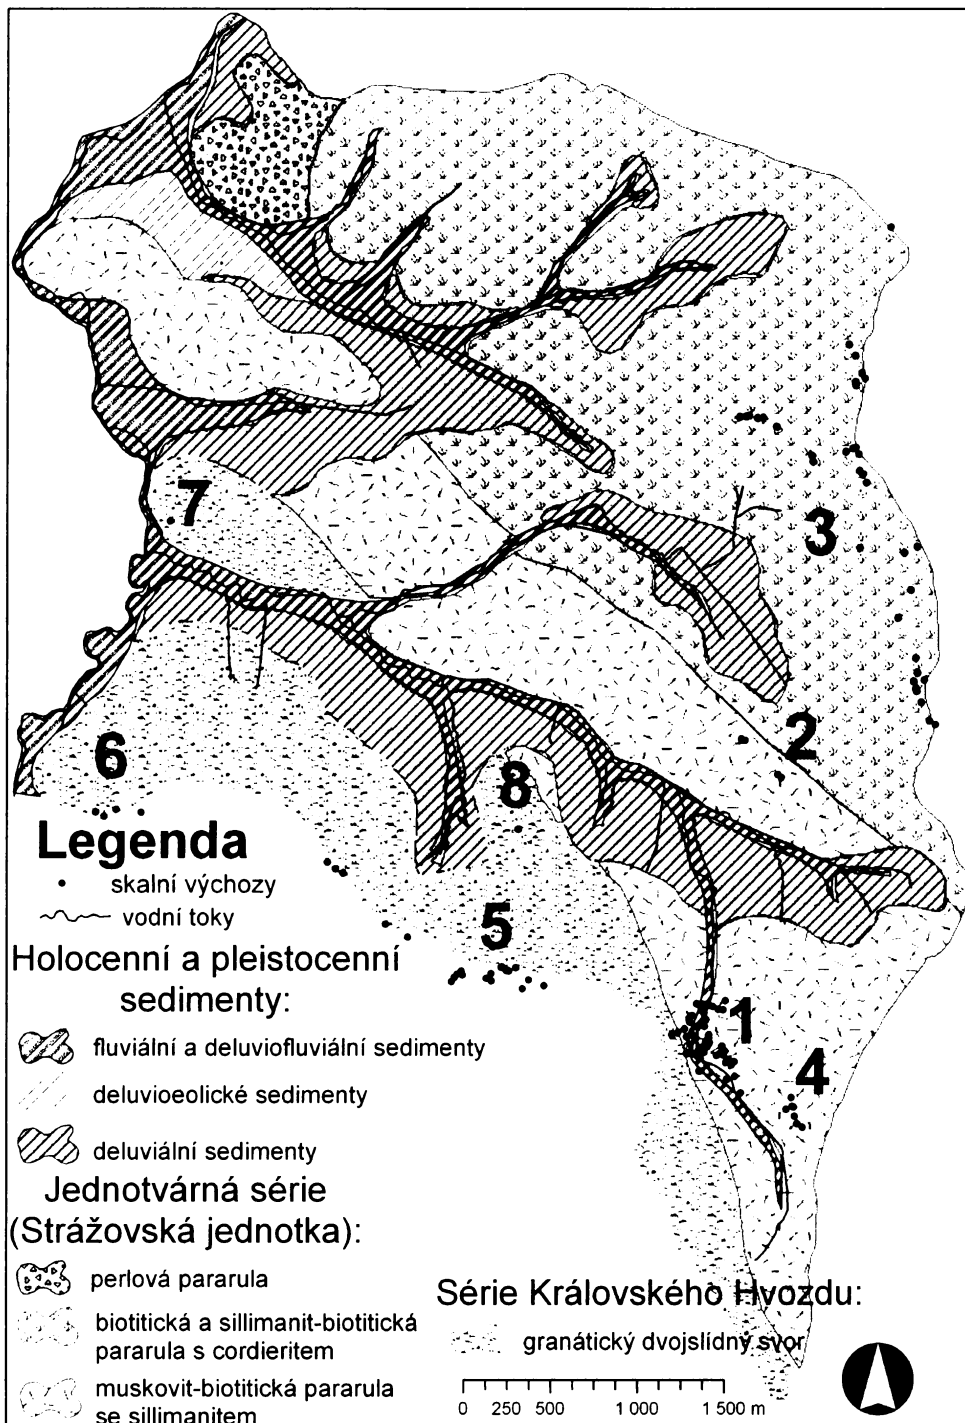 7
3
2
6
8
5
1
4
Legenda
skalní výchozy
vodní toky
Holocenní a pleistocenní
sedimenty:
fluviální a deluviofluviální sedimenty
deluvioeolické sedimenty
deluviální sedimenty
Jednotvárná série
(Strážovská jednotka):
perlová pararula
biotitická a sillimanit-biotitická
pararula s cordieritem
muskovit-biotitická pararula
se sillimanitem
Série Královského Hvozdu:
granátický dvojslídný svor
0 250 500 1 000 1 500 m